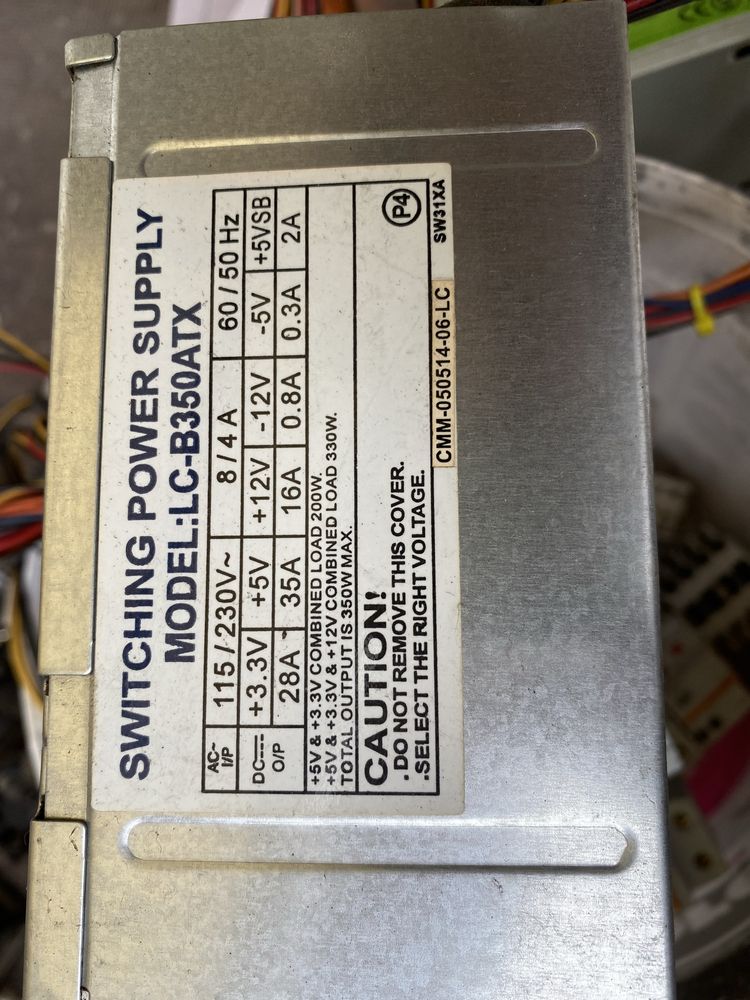 SWITCHING POWER SUPPLY
MODEL:LC-B350ATX
AC~ I/P 115/230V~ 8/4A 60/50Hz
DC⎓ O/P +3.3V +5V +12V -12V -5V +5VSB
28A 35A 16A 0.8A 0.3A 2A
+5V & +3.3V COMBINED LOAD 200W.
+5V & +3.3V & +12V COMBINED LOAD 330W.
TOTAL OUTPUT IS 350W MAX.
CAUTION!
.DO NOT REMOVE THIS COVER.
.SELECT THE RIGHT VOLTAGE.
P4
CMM-050514-06-LC
SW31XA